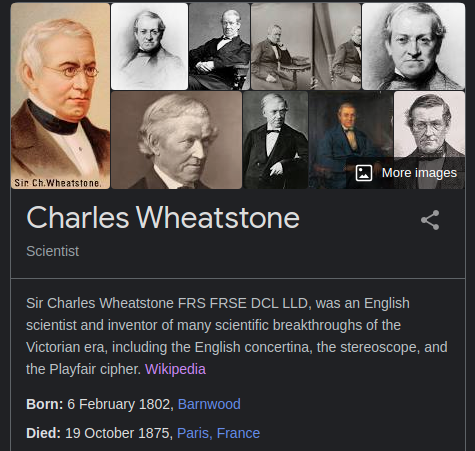 Sir Ch.Wheatstone.
More images
Charles Wheatstone
Scientist
Sir Charles Wheatstone FRS FRSE DCL LLD, was an English
scientist and inventor of many scientific breakthroughs of the
Victorian era, including the English concertina, the stereoscope, and
the Playfair cipher. Wikipedia
Born: 6 February 1802, Barnwood
Died: 19 October 1875, Paris, France